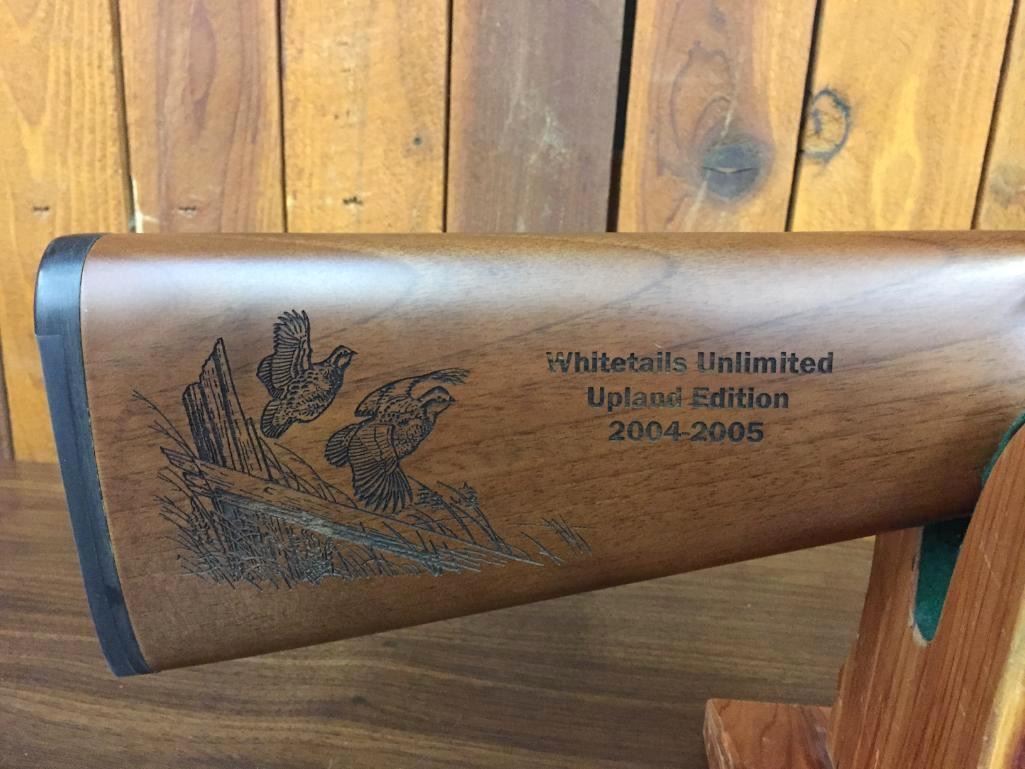 Whitetails Unlimited
Upland Edition
2004-2005